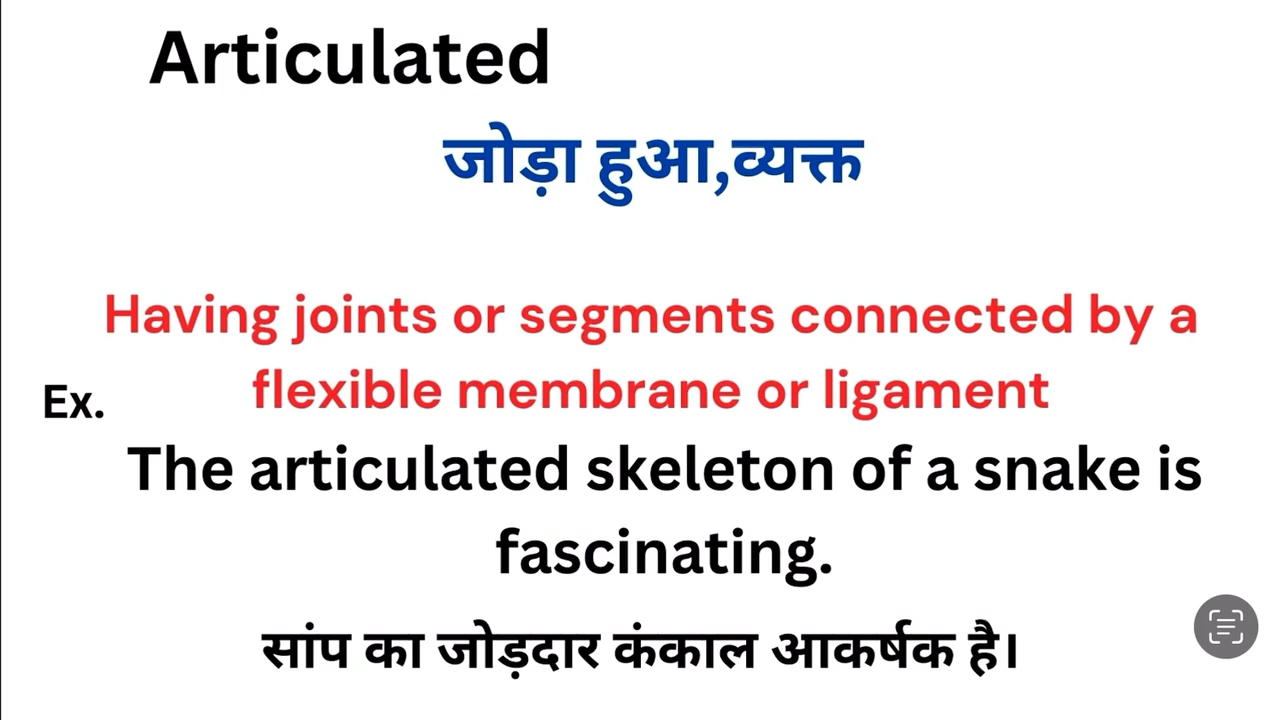 Articulated
जोड़ा हुआ,व्यक्त
Having joints or segments connected by a
flexible membrane or ligament
Ex.
The articulated skeleton of a snake is
fascinating.
सांप का जोड़दार कंकाल आकर्षक है।